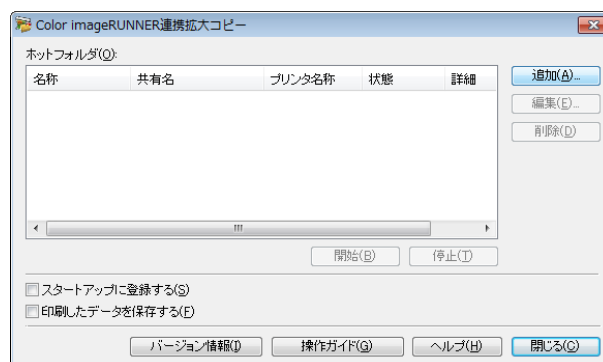 Color imageRUNNER連携拡大コピー
ホットフォルダ(O):
名称 共有名 プリンタ名称 状態 詳細
追加(A)...
編集(E)...
削除(D)
開始(B) 停止(T)
スタートアップに登録する(S)
印刷したデータを保存する(F)
バージョン情報(I) 操作ガイド(G) ヘルプ(H) 閉じる(C)